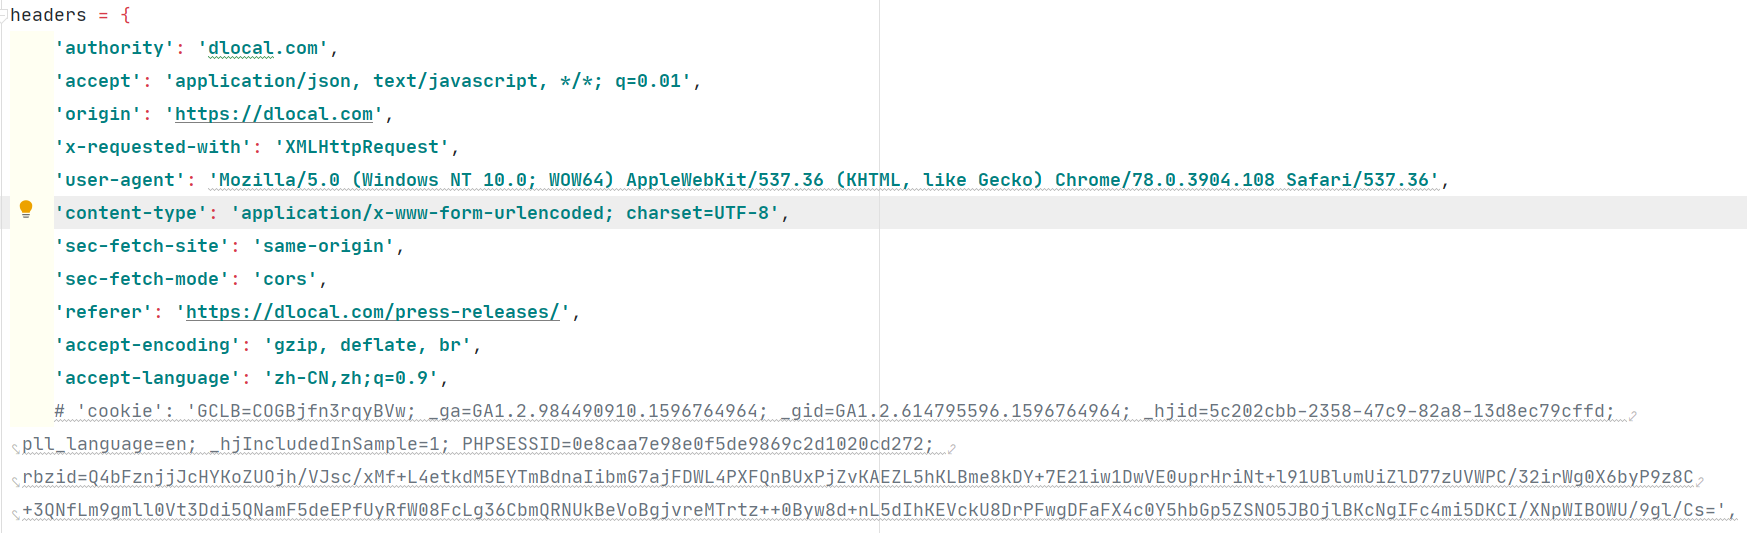 headers = {
'authority': 'dlocal.com',
'accept': 'application/json, text/javascript, */*; q=0.01',
'origin': 'https://dlocal.com',
'x-requested-with': 'XMLHttpRequest',
'user-agent': 'Mozilla/5.0 (Windows NT 10.0; WOW64) AppleWebKit/537.36 (KHTML, like Gecko) Chrome/78.0.3904.108 Safari/537.36',
'content-type': 'application/x-www-form-urlencoded; charset=UTF-8',
'sec-fetch-site': 'same-origin',
'sec-fetch-mode': 'cors',
'referer': 'https://dlocal.com/press-releases/',
'accept-encoding': 'gzip, deflate, br',
'accept-language': 'zh-CN,zh;q=0.9',
# 'cookie': 'GCLB=COGBjfn3rqyBVw; _ga=GA1.2.984490910.1596764964; _gid=GA1.2.614795596.1596764964; _hjid=5c202cbb-2358-47c9-82a8-13d8ec79cffd;
pll_language=en; _hjIncludedInSample=1; PHPSESSID=0e8caa7e98e0f5de9869c2d1020cd272;
rbzid=Q4bFznjjJcHYKoZUOjh/VJsc/xMf+L4etkdM5EYTmBdnaIibmG7ajFDWL4PXFQnBUxPjZvKAEZL5hKLBme8kDY+7E21iw1DwVE0uprHriNt+l91UBlumUiZlD77zUVWPC/32irWg0X6byP9z8C
+3QNfLm9gmll0Vt3Ddi5QNamF5deEPfUyRfW08FcLg36CbmQRNUkBeVoBgjvreMTrtz++0Byw8d+nL5dIhKEVckU8DrPFwgDFaFX4c0Y5hbGp5ZSNO5JBOjlBKcNgIFc4mi5DKCI/XNpWIBOWU/9gl/Cs=',